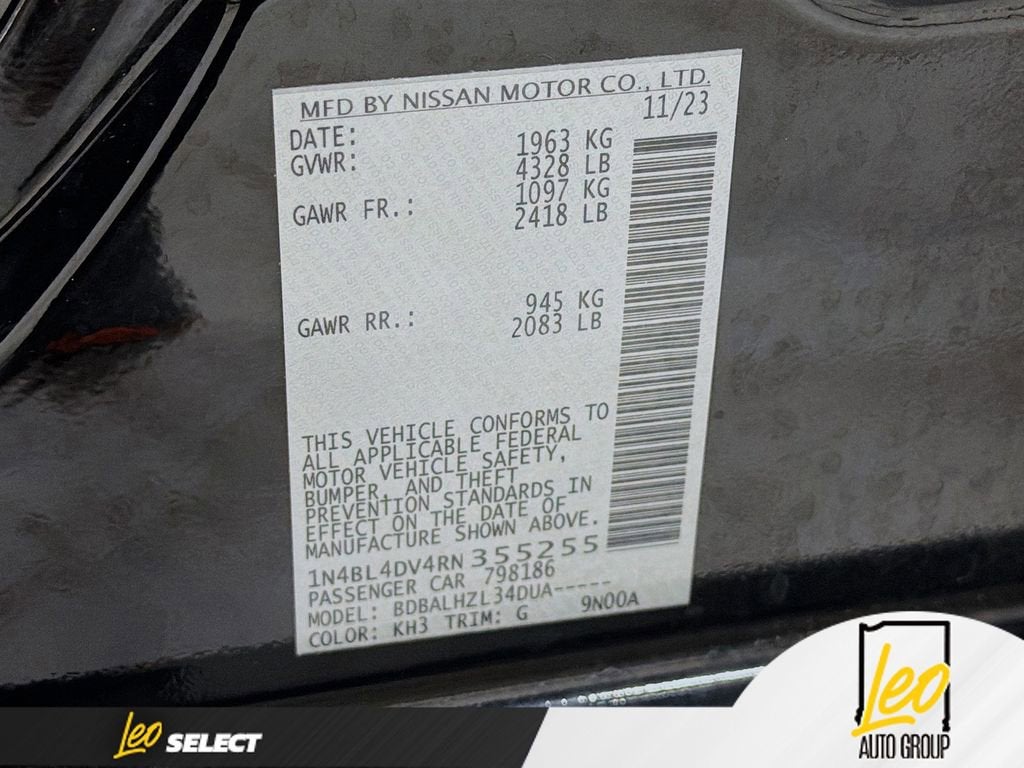 MFD BY NISSAN MOTOR CO., LTD.
DATE: 11/23
GVWR: 1963 KG
4328 LB
1097 KG
GAWR FR.: 2418 LB
945 KG
GAWR RR.: 2083 LB
THIS VEHICLE CONFORMS TO
ALL APPLICABLE FEDERAL
MOTOR VEHICLE SAFETY,
BUMPER, AND THEFT
PREVENTION STANDARDS IN
EFFECT ON THE DATE OF
MANUFACTURE SHOWN ABOVE.
1N4BL4DV4RN355255
PASSENGER CAR 798186
MODEL: BDBALHZL34DUA-----
COLOR: KH3 TRIM: G 9N00A
Leo SELECT
Leo
AUTO GROUP